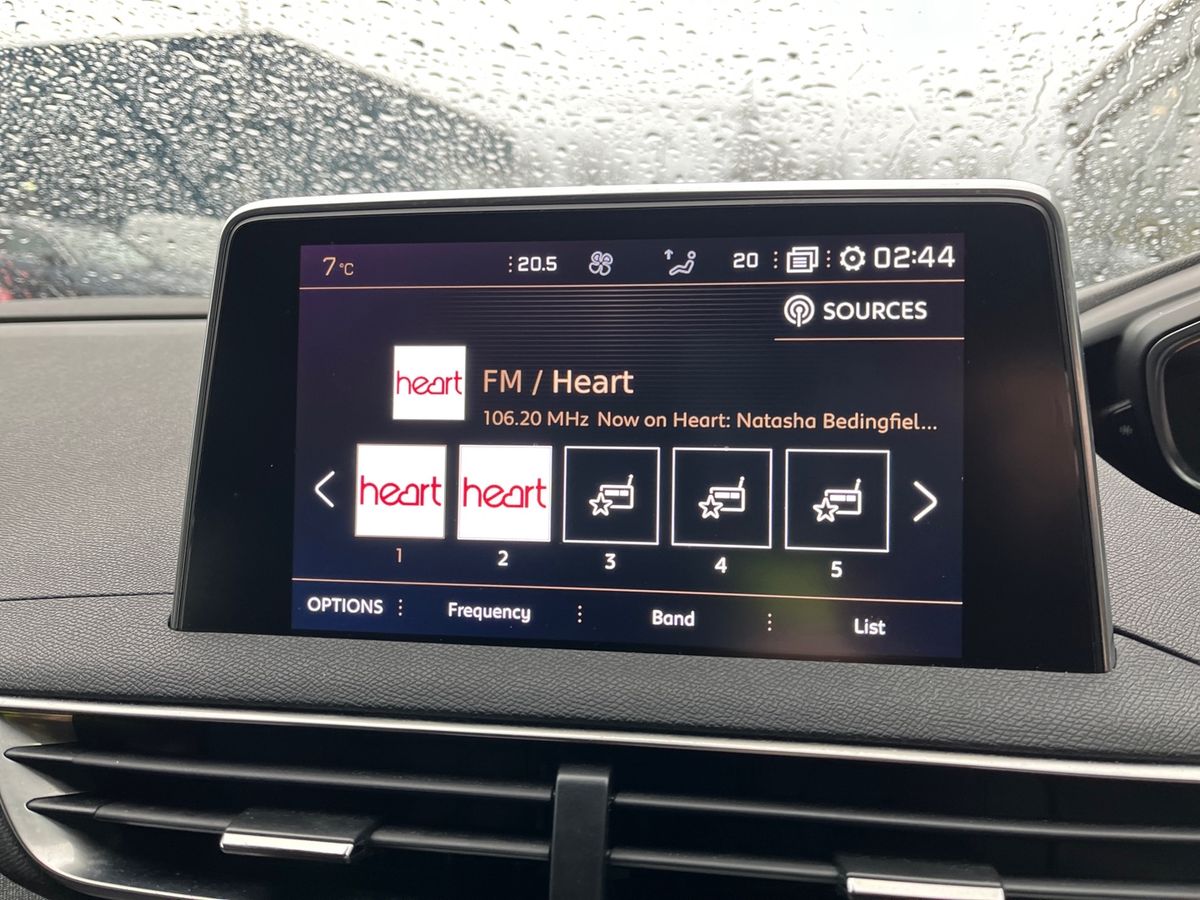 7°C 20.5 20 02:44
SOURCES
heart FM / Heart
106.20 MHz Now on Heart: Natasha Bedingfiel...
heart heart
1 2 3 4 5
OPTIONS Frequency Band List